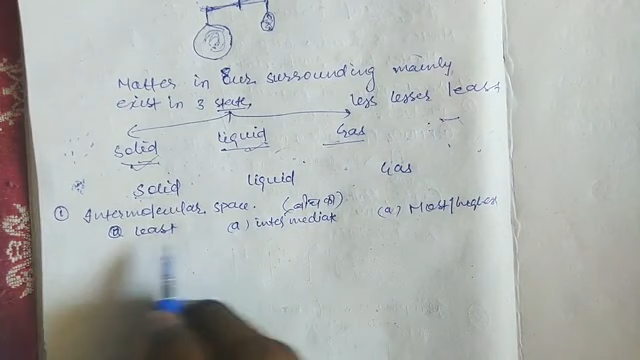 Matter in our surrounding mainly
exist in 3 state less lesser least
solid liquid Gas
solid liquid Gas
① Intermolecular space.
(a) least (a) intermediate (a) Most/highest